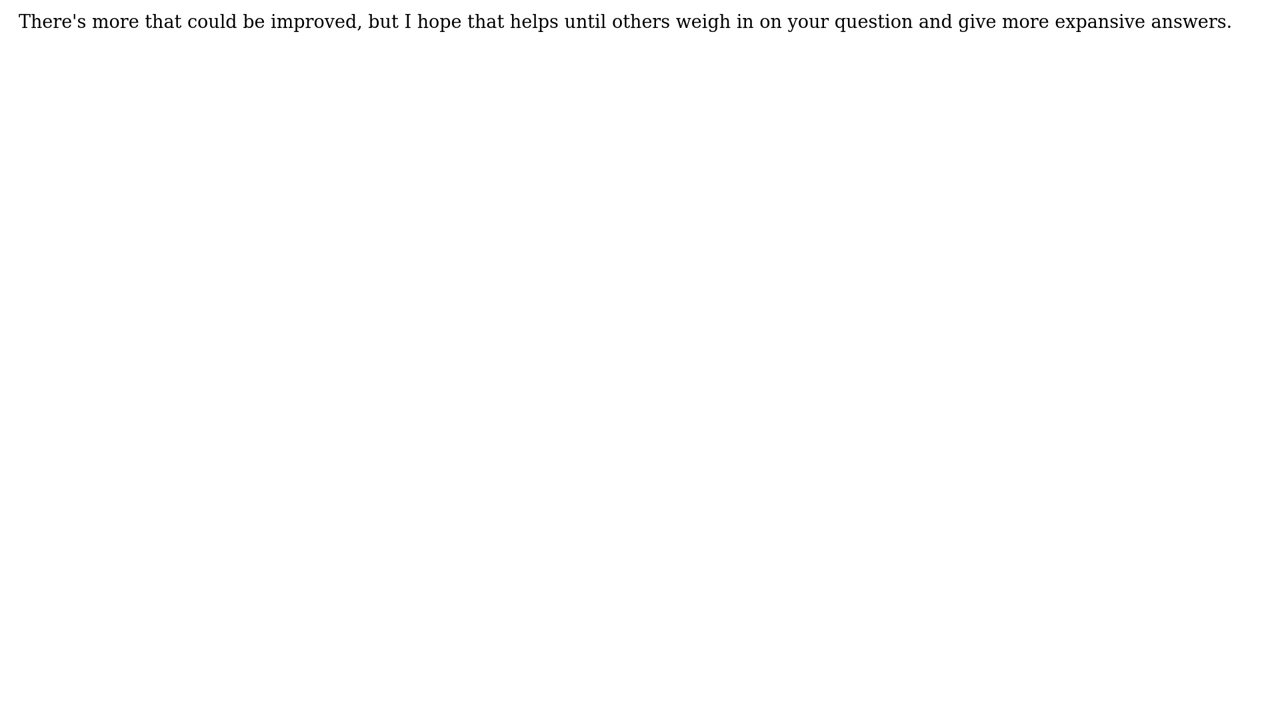 There's more that could be improved, but I hope that helps until others weigh in on your question and give more expansive answers.